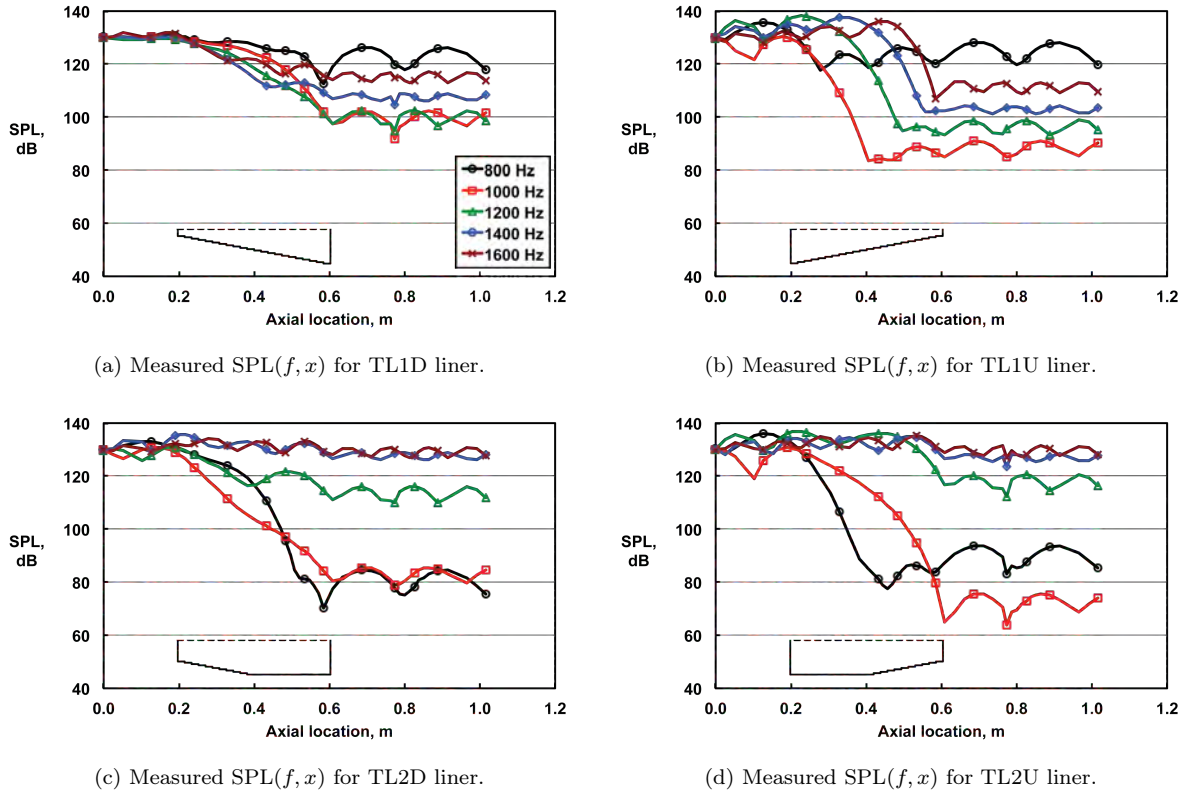 140
120
100
80
60
40
SPL,
dB
800 Hz
1000 Hz
1200 Hz
1400 Hz
1600 Hz
0.0 0.2 0.4 0.6 0.8 1.0 1.2
Axial location, m
(a) Measured SPL(f, x) for TL1D liner.
140
120
100
80
60
40
SPL,
dB
0.0 0.2 0.4 0.6 0.8 1.0 1.2
Axial location, m
(b) Measured SPL(f, x) for TL1U liner.
140
120
100
80
60
40
SPL,
dB
0.0 0.2 0.4 0.6 0.8 1.0 1.2
Axial location, m
(c) Measured SPL(f, x) for TL2D liner.
140
120
100
80
60
40
SPL,
dB
0.0 0.2 0.4 0.6 0.8 1.0 1.2
Axial location, m
(d) Measured SPL(f, x) for TL2U liner.